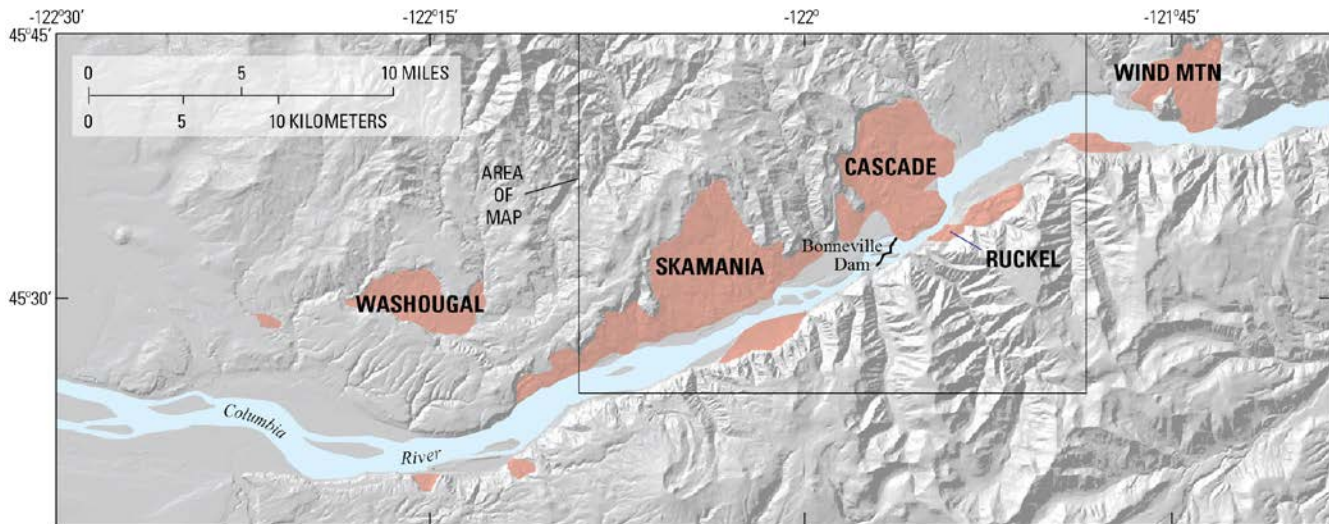 -122°30'
-122°15'
-122°
-121°45'
45°45'
0 5 10 MILES
0 5 10 KILOMETERS
WIND MTN
AREA
OF
MAP
CASCADE
Bonneville
Dam
SKAMANIA
RUCKEL
45°30'
WASHOUGAL
Columbia
River